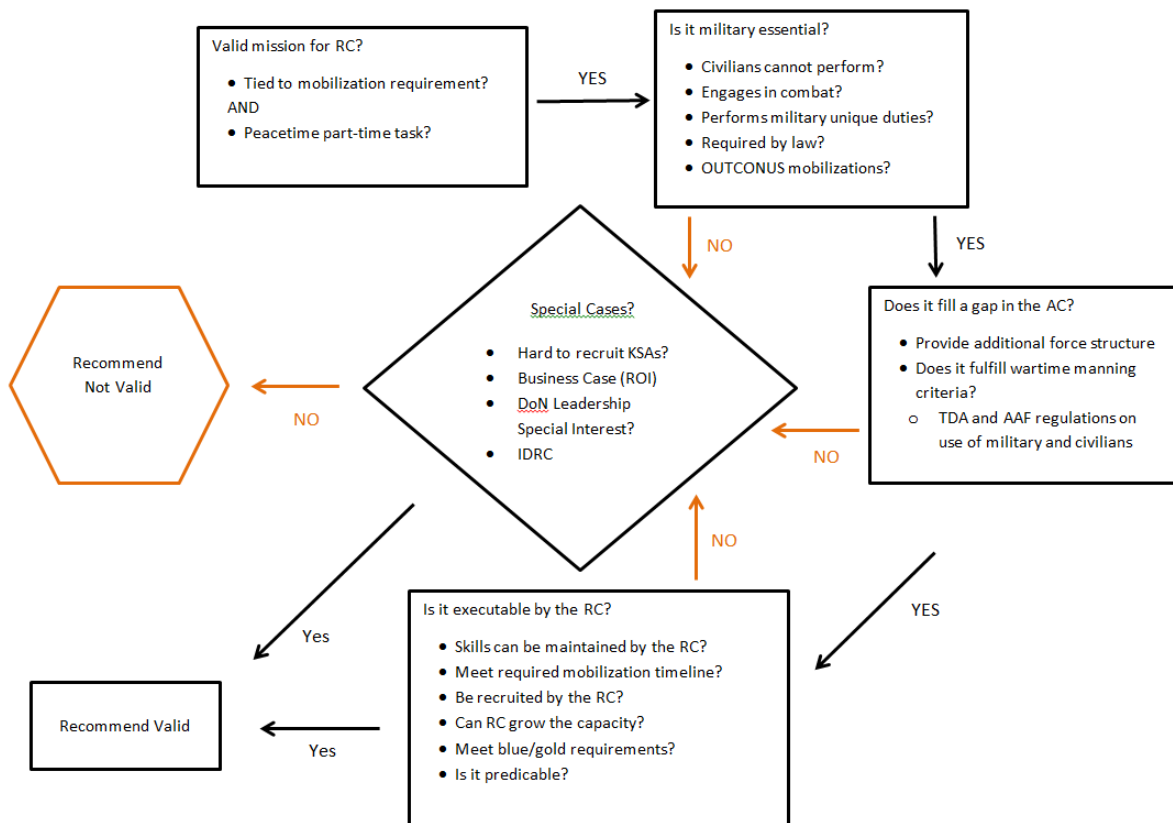 Valid mission for RC?
• Tied to mobilization requirement?
AND
• Peacetime part-time task?
YES
Is it military essential?
• Civilians cannot perform?
• Engages in combat?
• Performs military unique duties?
• Required by law?
• OUTCONUS mobilizations?
NO
YES
Does it fill a gap in the AC?
• Provide additional force structure
• Does it fulfill wartime manning
criteria?
o TDA and AAF regulations on
use of military and civilians
NO
YES
Special Cases?
• Hard to recruit KSAs?
• Business Case (ROI)
• DoN Leadership
Special Interest?
• IDRC
NO
Recommend
Not Valid
Yes
NO
Is it executable by the RC?
• Skills can be maintained by the RC?
• Meet required mobilization timeline?
• Be recruited by the RC?
• Can RC grow the capacity?
• Meet blue/gold requirements?
• Is it predicable?
Yes
Recommend Valid